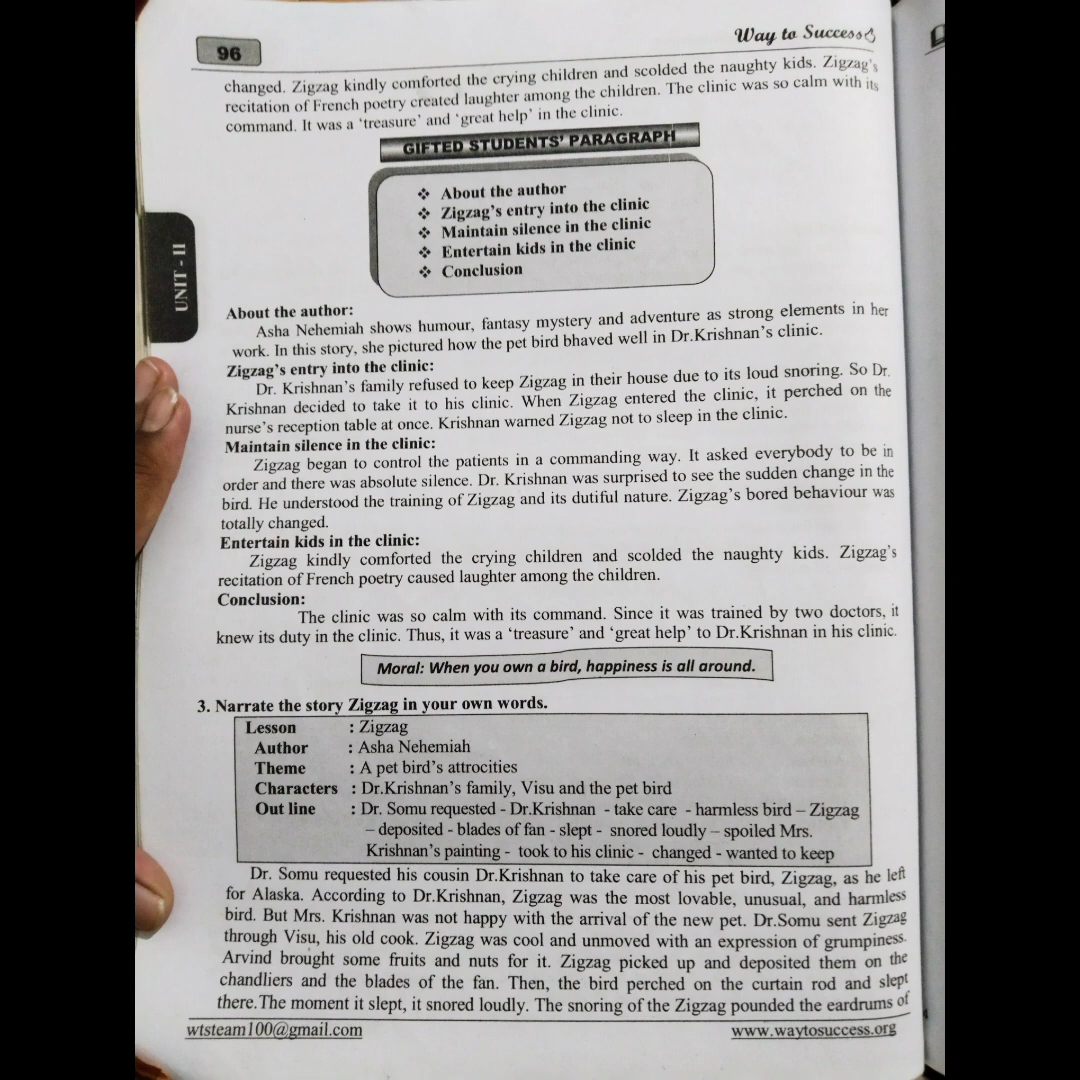 96
Way to Success
changed. Zigzag kindly comforted the crying children and scolded the naughty kids. Zigzag's
recitation of French poetry created laughter among the children. The clinic was so calm with its
command. It was a 'treasure' and 'great help' in the clinic.
GIFTED STUDENTS' PARAGRAPH
❖ About the author
❖ Zigzag's entry into the clinic
❖ Maintain silence in the clinic
❖ Entertain kids in the clinic
❖ Conclusion
UNIT - II
About the author:
Asha Nehemiah shows humour, fantasy mystery and adventure as strong elements in her
work. In this story, she pictured how the pet bird bhaved well in Dr.Krishnan's clinic.
Zigzag's entry into the clinic:
Dr. Krishnan's family refused to keep Zigzag in their house due to its loud snoring. So Dr.
Krishnan decided to take it to his clinic. When Zigzag entered the clinic, it perched on the
nurse's reception table at once. Krishnan warned Zigzag not to sleep in the clinic.
Maintain silence in the clinic:
Zigzag began to control the patients in a commanding way. It asked everybody to be in
order and there was absolute silence. Dr. Krishnan was surprised to see the sudden change in the
bird. He understood the training of Zigzag and its dutiful nature. Zigzag's bored behaviour was
totally changed.
Entertain kids in the clinic:
Zigzag kindly comforted the crying children and scolded the naughty kids. Zigzag's
recitation of French poetry caused laughter among the children.
Conclusion:
The clinic was so calm with its command. Since it was trained by two doctors, it
knew its duty in the clinic. Thus, it was a 'treasure' and 'great help' to Dr.Krishnan in his clinic.
Moral: When you own a bird, happiness is all around.
3. Narrate the story Zigzag in your own words.
Lesson : Zigzag
Author : Asha Nehemiah
Theme : A pet bird's attrocities
Characters : Dr.Krishnan's family, Visu and the pet bird
Out line : Dr. Somu requested - Dr.Krishnan - take care - harmless bird – Zigzag
– deposited - blades of fan - slept - snored loudly – spoiled Mrs.
Krishnan's painting - took to his clinic - changed - wanted to keep
Dr. Somu requested his cousin Dr.Krishnan to take care of his pet bird, Zigzag, as he left
for Alaska. According to Dr.Krishnan, Zigzag was the most lovable, unusual, and harmless
bird. But Mrs. Krishnan was not happy with the arrival of the new pet. Dr.Somu sent Zigzag
through Visu, his old cook. Zigzag was cool and unmoved with an expression of grumpiness.
Arvind brought some fruits and nuts for it. Zigzag picked up and deposited them on the
chandliers and the blades of the fan. Then, the bird perched on the curtain rod and slept
there.The moment it slept, it snored loudly. The snoring of the Zigzag pounded the eardrums of
wtsteam100@gmail.com
www.waytosuccess.org